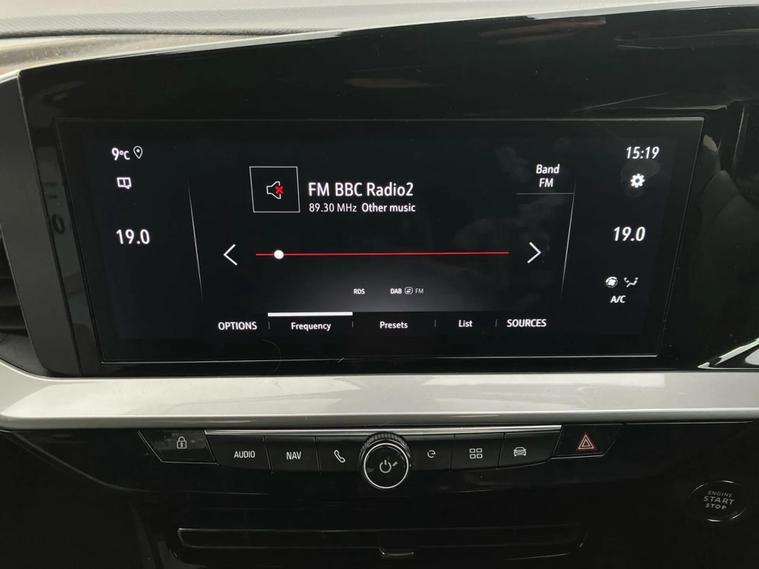 9°C
15:19
Band
FM
FM BBC Radio2
89.30 MHz Other music
19.0
19.0
RDS
DAB FM
A/C
OPTIONS
Frequency
Presets
List
SOURCES
AUDIO
NAV
ENGINE
START
STOP